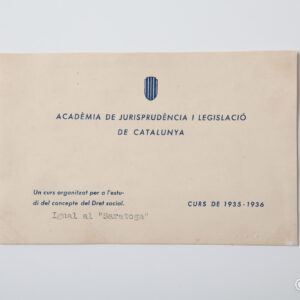 ACADÈMIA DE JURISPRUDÈNCIA I LEGISLACIÓ
DE CATALUNYA
Un curs organitzat per a l'estu-
di del concepte del Dret social.
CURS DE 1935-1936
Igual al "Saratoga"